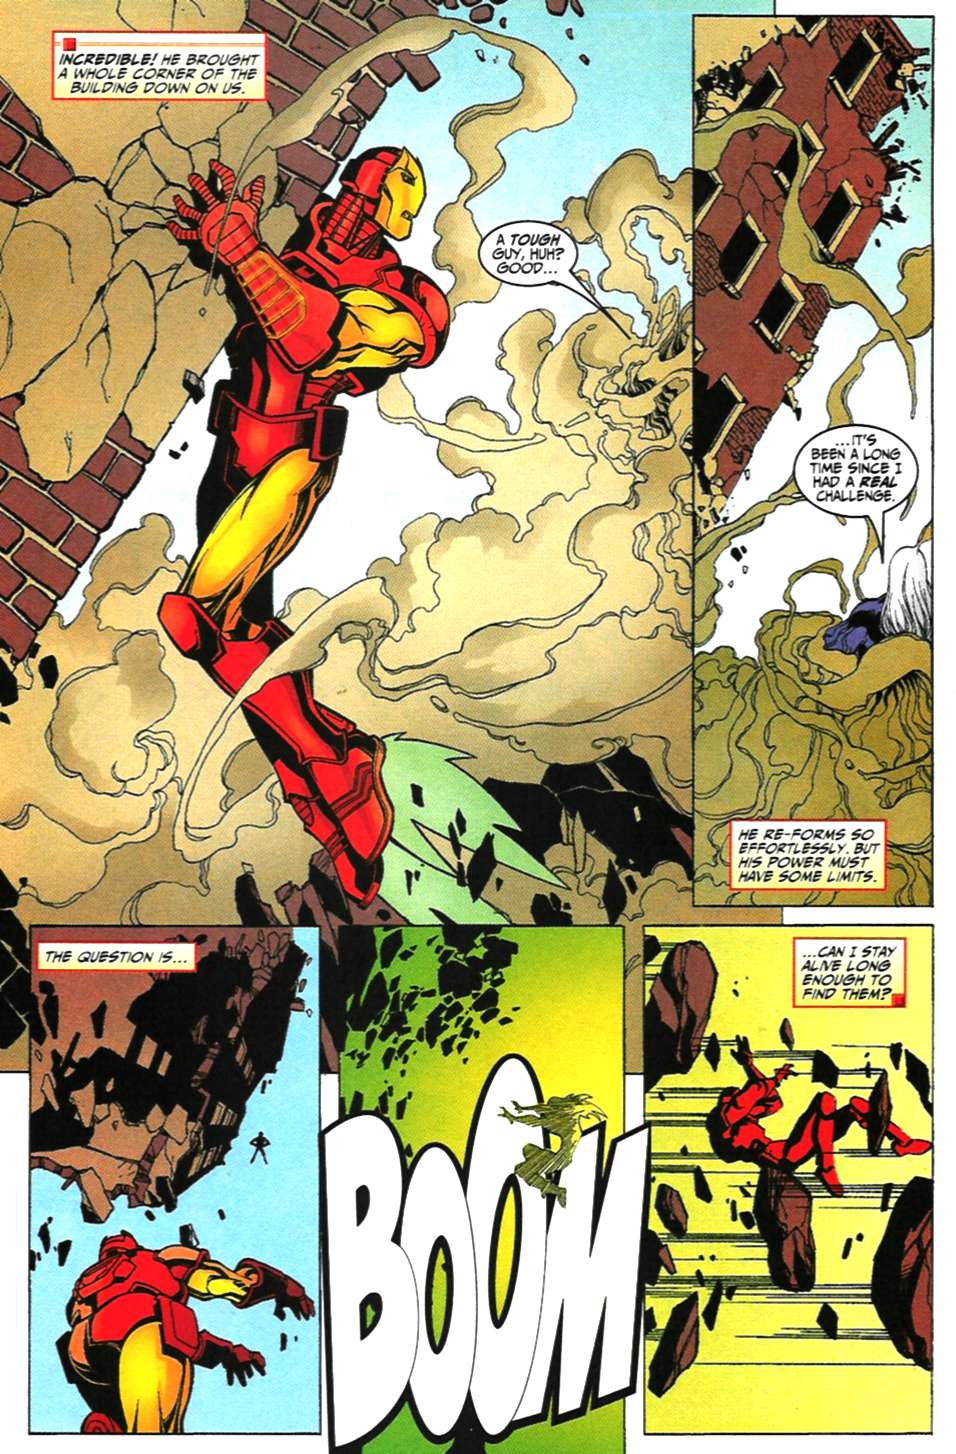 INCREDIBLE! HE BROUGHT
A WHOLE CORNER OF THE
BUILDING DOWN ON US.
A TOUGH
GUY, HUH?
GOOD...
...IT'S
BEEN A LONG
TIME SINCE I
HAD A REAL
CHALLENGE.
HE RE-FORMS SO
EFFORTLESSLY. BUT
HIS POWER MUST
HAVE SOME LIMITS.
THE QUESTION IS...
BOOM
...CAN I STAY
ALIVE LONG
ENOUGH TO
FIND THEM?